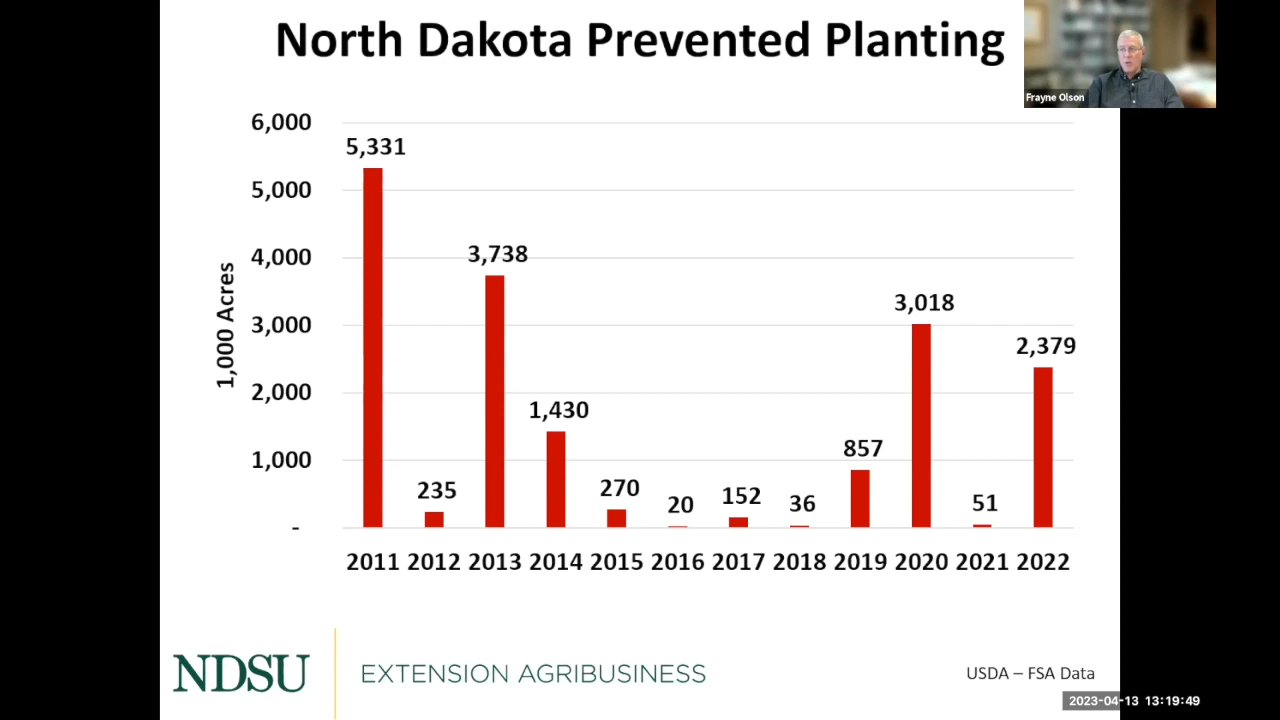 North Dakota Prevented Planting
Frayne Olson
6,000
5,000
4,000
3,000
2,000
1,000
-
1,000 Acres
5,331
235
3,738
1,430
270
20
152
36
857
3,018
51
2,379
2011 2012 2013 2014 2015 2016 2017 2018 2019 2020 2021 2022
NDSU
EXTENSION AGRIBUSINESS
USDA – FSA Data
2023-04-13 13:19:49